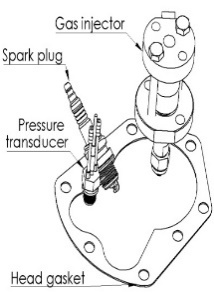 Gas injector
Spark plug
Pressure
transducer
Head gasket